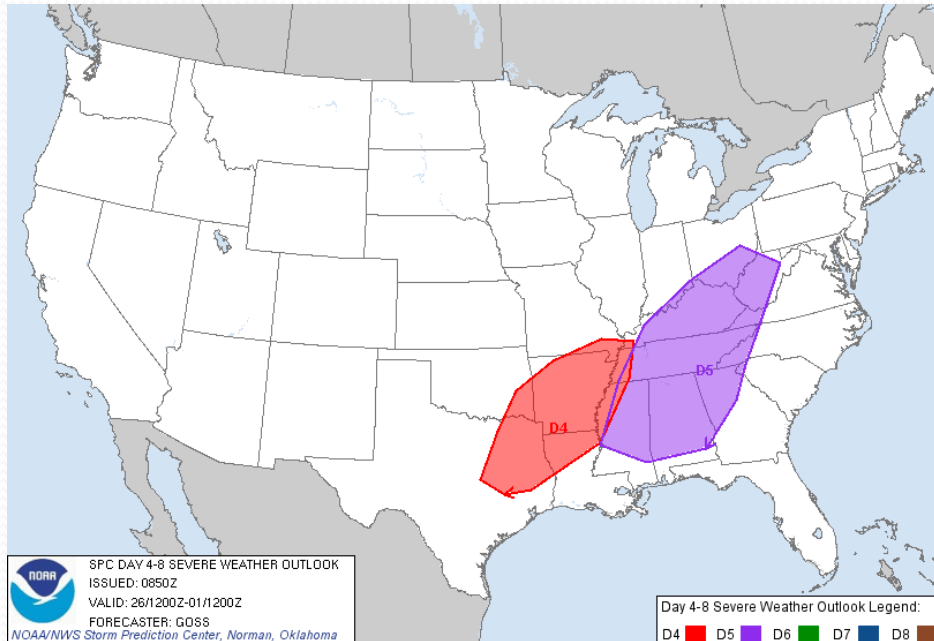 D5
D4
NOAA
SPC DAY 4-8 SEVERE WEATHER OUTLOOK
ISSUED: 0850Z
VALID: 26/1200Z-01/1200Z
FORECASTER: GOSS
NOAA/NWS Storm Prediction Center, Norman, Oklahoma
Day 4-8 Severe Weather Outlook Legend:
D4 D5 D6 D7 D8